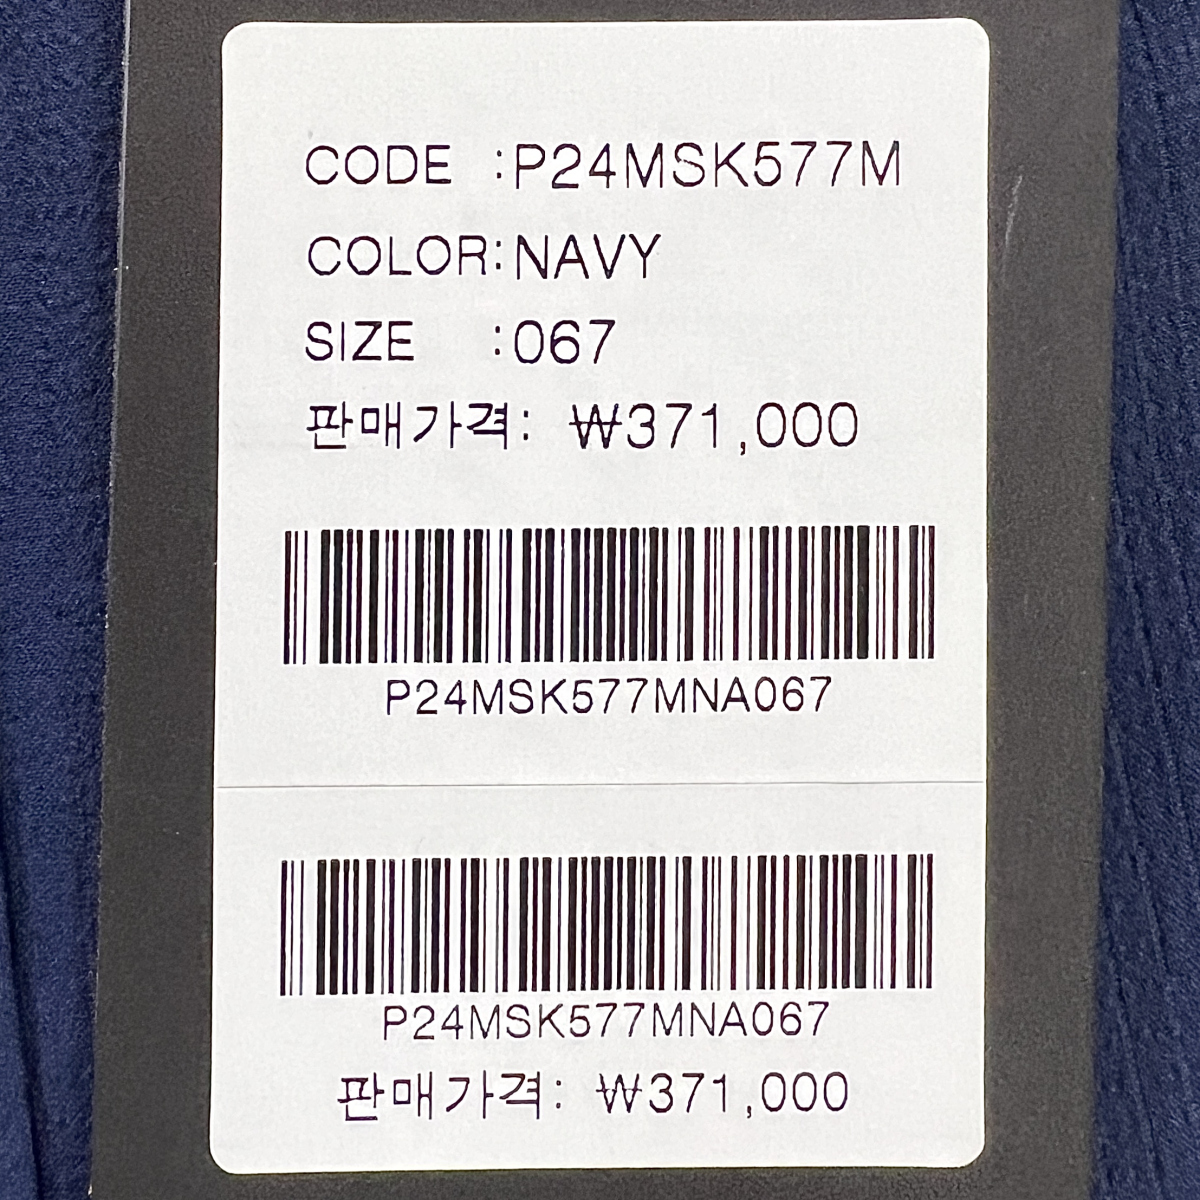 CODE :P24MSK577M
COLOR:NAVY
SIZE :067
판매가격: ₩371,000
P24MSK577MNA067
P24MSK577MNA067
판매가격: ₩371,000